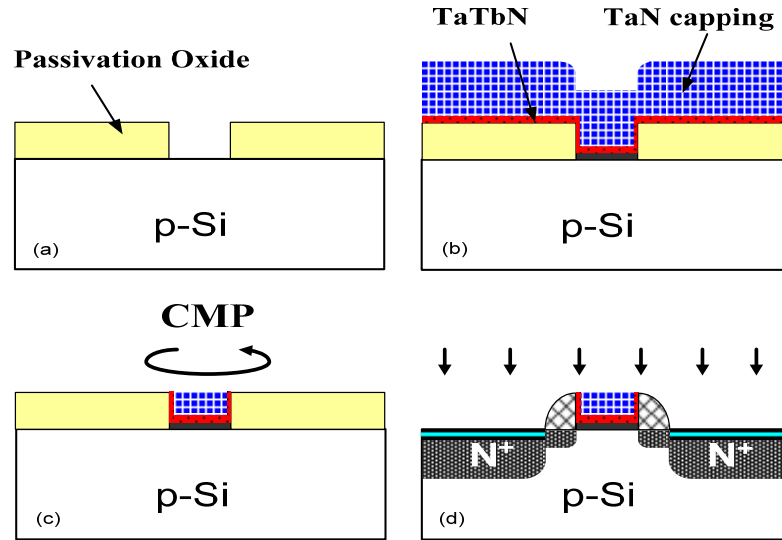 Passivation Oxide
p-Si
(a)
TaTbN
TaN capping
p-Si
(b)
CMP
p-Si
(c)
N+
N+
p-Si
(d)